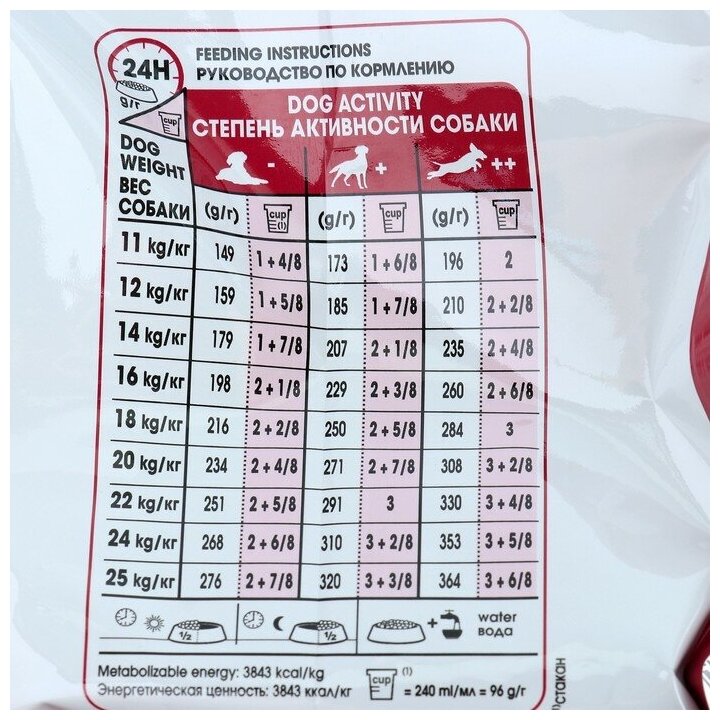 24H
g/r
FEEDING INSTRUCTIONS
РУКОВОДСТВО ПО КОРМЛЕНИЮ
cup
DOG ACTIVITY
СТЕПЕНЬ АКТИВНОСТИ СОБАКИ
DOG
WEIGHT
ВЕС
СОБАКИ
- + ++
(g/г) cup (1) (g/г) cup (g/г) cup
11 kg/кг 149 1+4/8 173 1+6/8 196 2
12 kg/кг 159 1+5/8 185 1+7/8 210 2+2/8
14 kg/кг 179 1+7/8 207 2+1/8 235 2+4/8
16 kg/кг 198 2+1/8 229 2+3/8 260 2+6/8
18 kg/кг 216 2+2/8 250 2+5/8 284 3
20 kg/кг 234 2+4/8 271 2+7/8 308 3+2/8
22 kg/кг 251 2+5/8 291 3 330 3+4/8
24 kg/кг 268 2+6/8 310 3+2/8 353 3+5/8
25 kg/кг 276 2+7/8 320 3+3/8 364 3+6/8
1/2 1/2 + water
вода
Metabolizable energy: 3843 kcal/kg
Энергетическая ценность: 3843 ккал/кг
cup (1) = 240 ml/мл = 96 g/г
(1)стакан